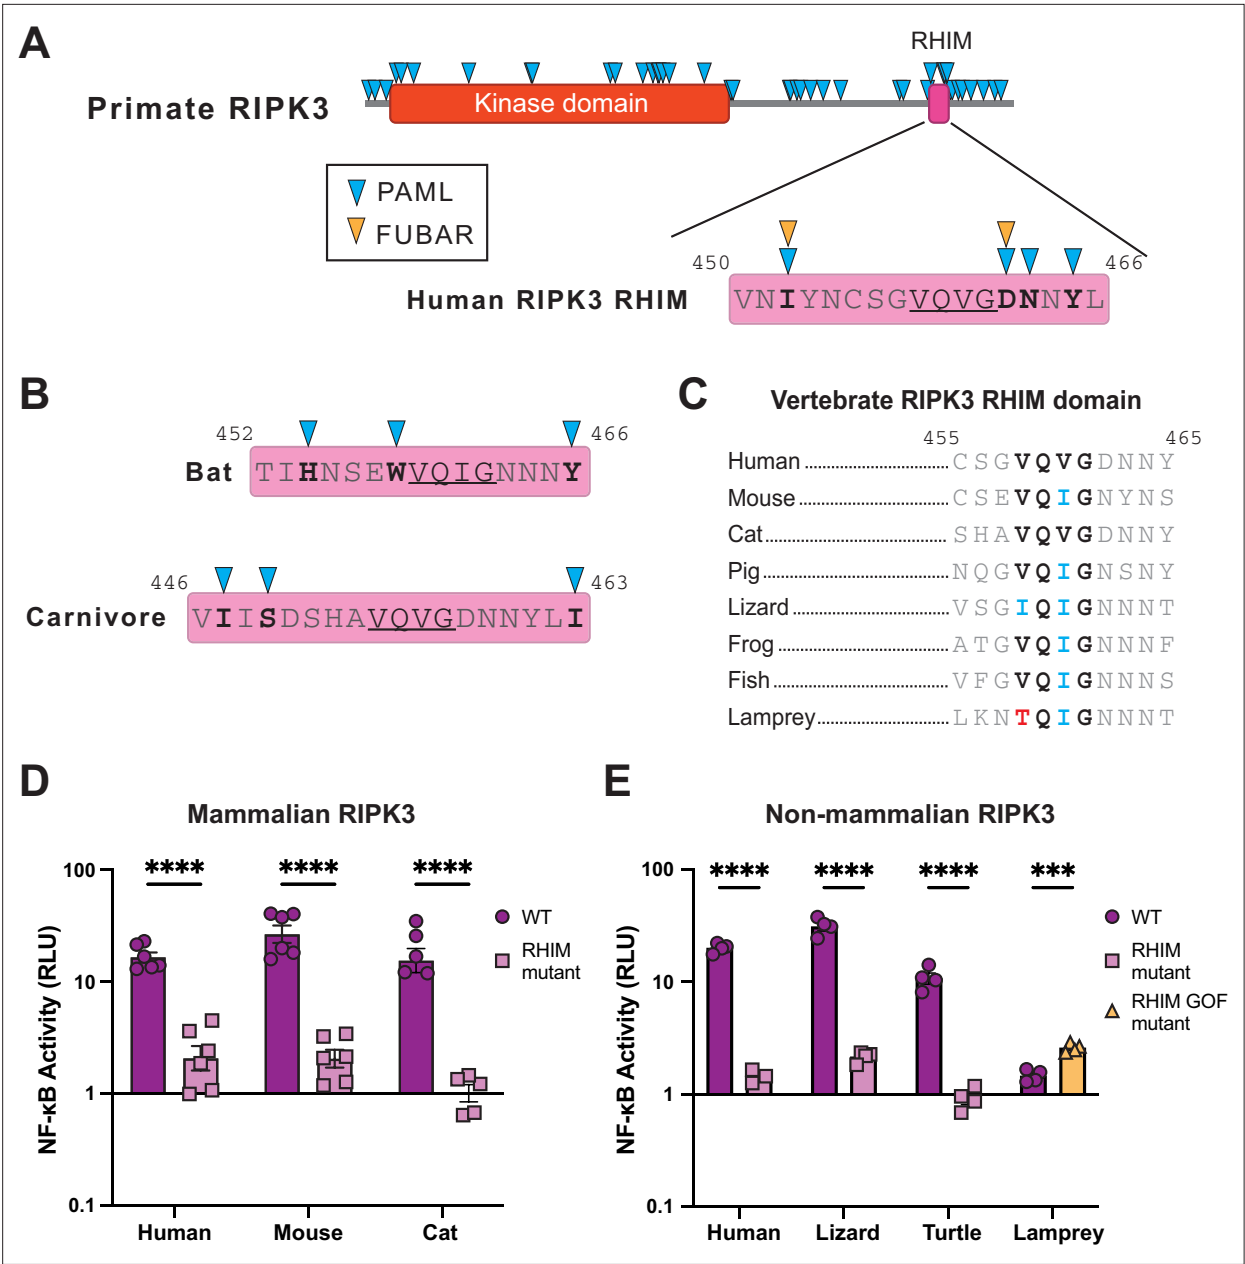 A
RHIM
Primate RIPK3
Kinase domain
PAML
FUBAR
450
466
Human RIPK3 RHIM
VNIYNCSGVQVGDNNYL
B
452
466
Bat
TIHNSEWVQIGNNNY
446
463
Carnivore
VIISDSHAVQVGDNNYLI
C
Vertebrate RIPK3 RHIM domain
455
465
Human CSGVQVGDNNY
Mouse CSEVQIGNYNS
Cat SHAVQVGDNNY
Pig NQGVQIGNSNY
Lizard VSGIQIGNNNT
Frog ATGVQIGNNNF
Fish VFGVQIGNNNS
Lamprey LKNTQIGNNNT
D
Mammalian RIPK3
**** **** ****
NF-κB Activity (RLU)
100
10
1
0.1
WT
RHIM
mutant
Human Mouse Cat
E
Non-mammalian RIPK3
**** **** **** ***
NF-κB Activity (RLU)
100
10
1
0.1
WT
RHIM
mutant
RHIM GOF
mutant
Human Lizard Turtle Lamprey